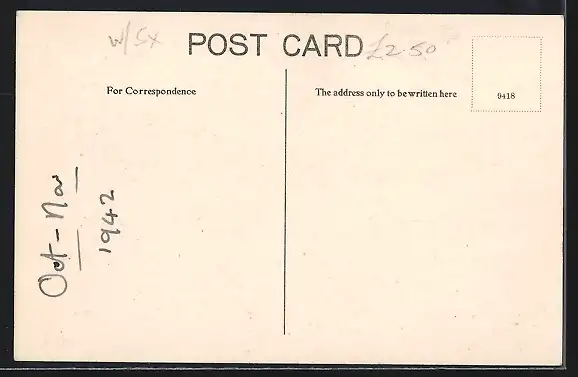 W/Sx
POST CARD
£2.50
For Correspondence
The address only to be written here
9418
Oct - Nov
1942